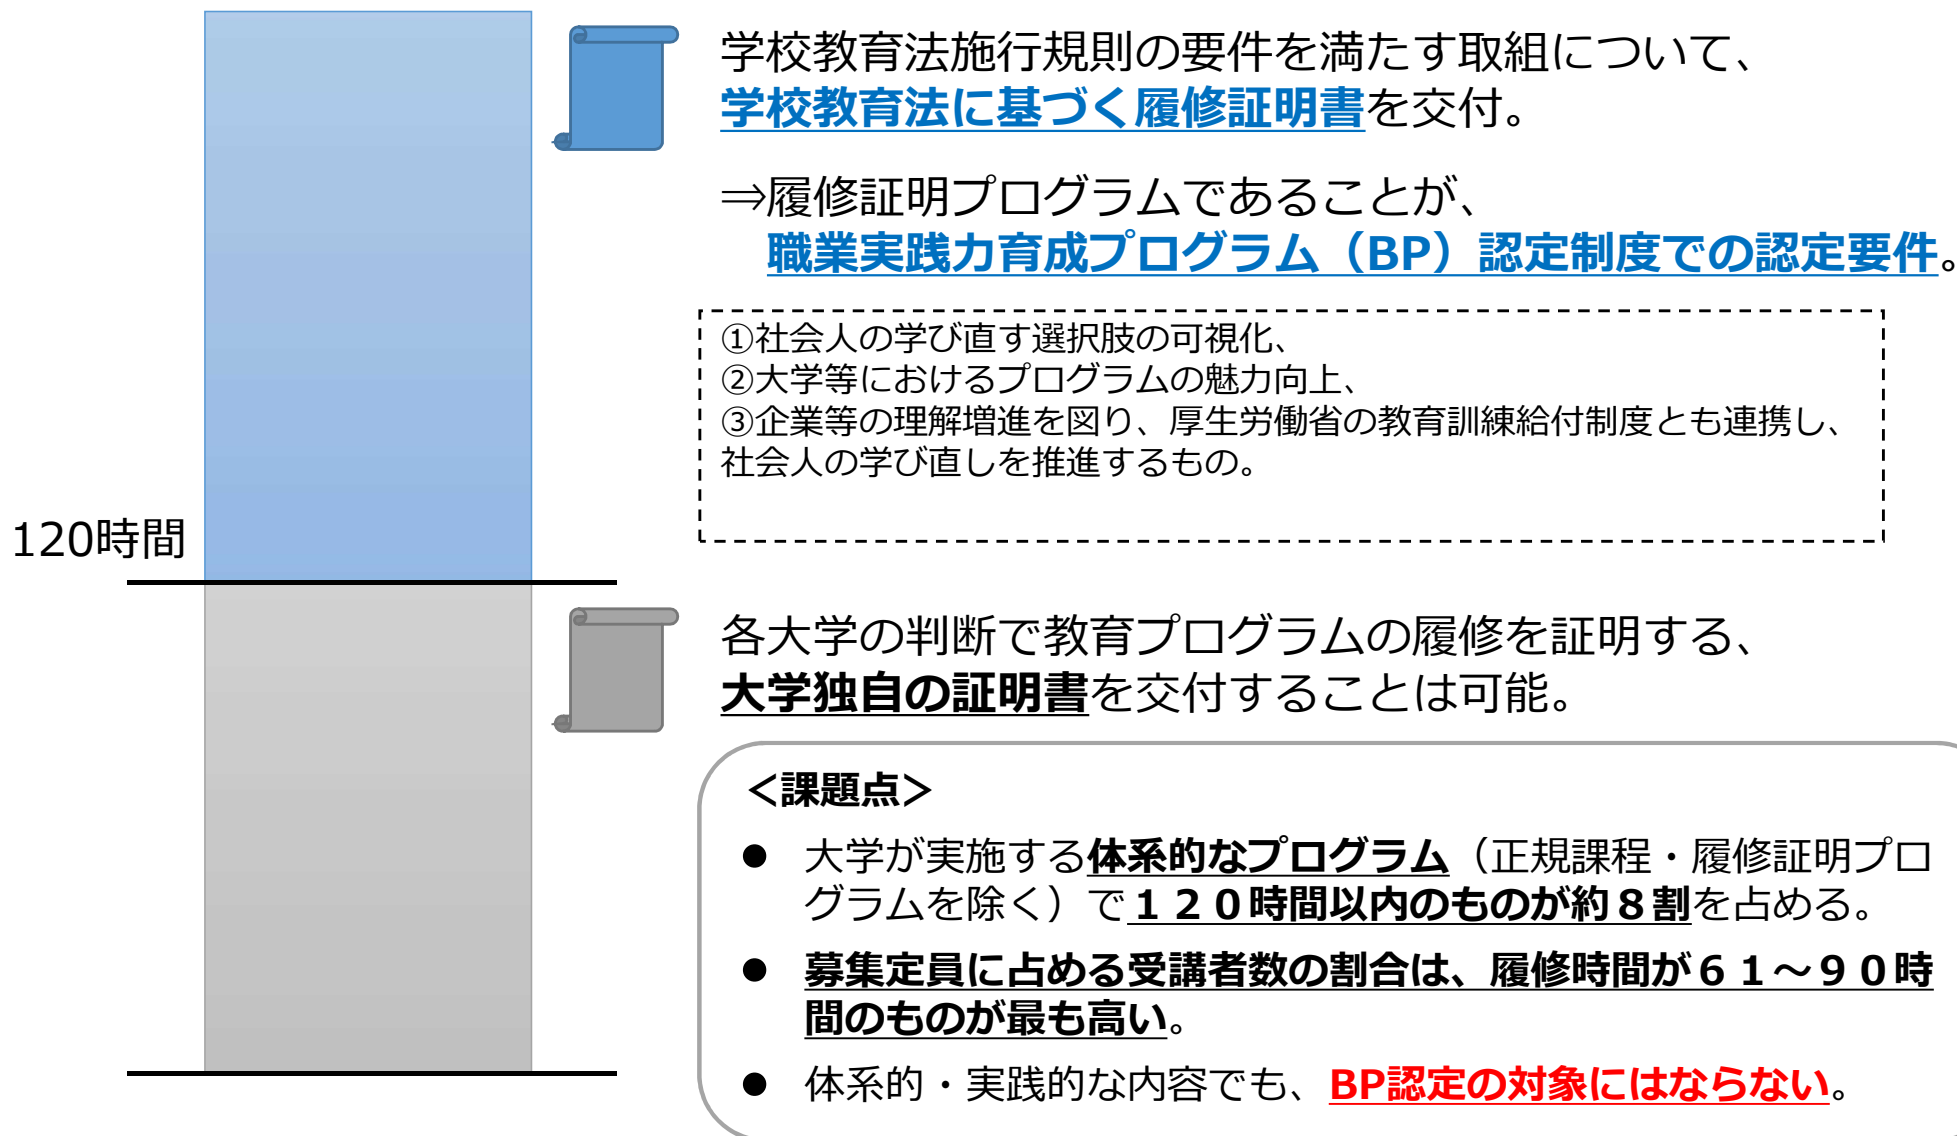 学校教育法施行規則の要件を満たす取組について、
学校教育法に基づく履修証明書を交付。
⇒履修証明プログラムであることが、
職業実践力育成プログラム（BP）認定制度での認定要件。
①社会人の学び直す選択肢の可視化、
②大学等におけるプログラムの魅力向上、
③企業等の理解増進を図り、厚生労働省の教育訓練給付制度とも連携し、
社会人の学び直しを推進するもの。
120時間
各大学の判断で教育プログラムの履修を証明する、
大学独自の証明書を交付することは可能。
＜課題点＞
● 大学が実施する体系的なプログラム（正規課程・履修証明プロ
グラムを除く）で１２０時間以内のものが約８割を占める。
● 募集定員に占める受講者数の割合は、履修時間が６１～９０時
間のものが最も高い。
● 体系的・実践的な内容でも、BP認定の対象にはならない。